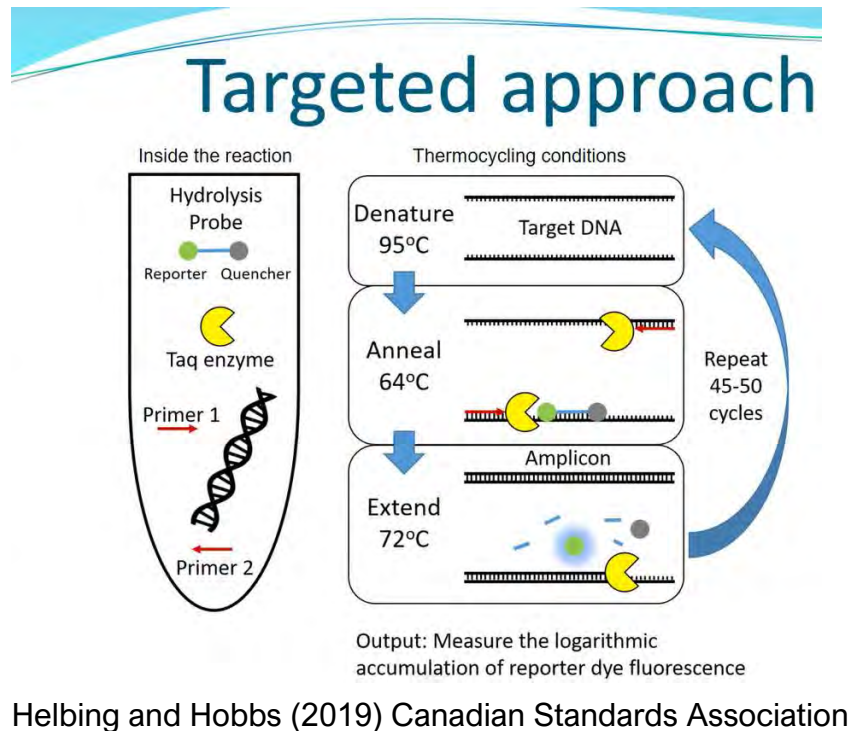 Targeted approach
Inside the reaction
Hydrolysis
Probe
Reporter Quencher
Taq enzyme
Primer 1
Primer 2
Thermocycling conditions
Denature
95°C
Target DNA
Anneal
64°C
Amplicon
Extend
72°C
Repeat
45-50
cycles
Output: Measure the logarithmic
accumulation of reporter dye fluorescence
Helbing and Hobbs (2019) Canadian Standards Association